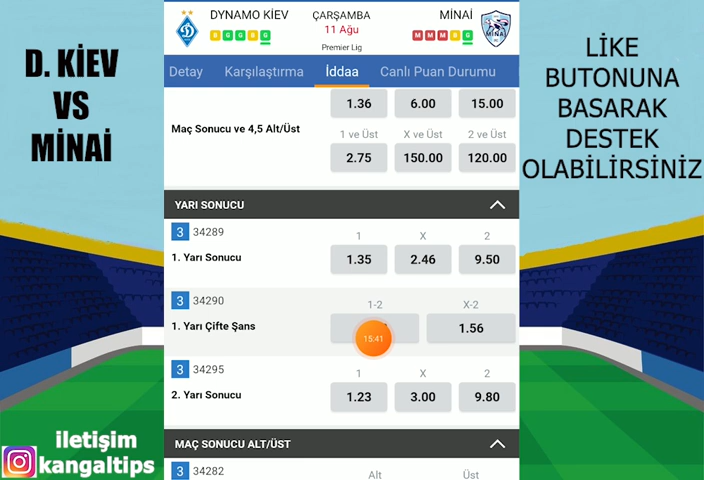 D. KİEV
VS
MİNAİ
DYNAMO KİEV
B G G G G
ÇARŞAMBA
11 Ağu
Premier Lig
MİNAİ
M M M B G
MINAI
Detay Karşılaştırma İddaa Canlı Puan Durumu
1.36 6.00 15.00
Maç Sonucu ve 4,5 Alt/Üst
1 ve Üst X ve Üst 2 ve Üst
2.75 150.00 120.00
YARI SONUCU
3 34289
1 X 2
1. Yarı Sonucu
1.35 2.46 9.50
3 34290
1-2 X-2
1. Yarı Çifte Şans
15:41
1.56
3 34295
1 X 2
2. Yarı Sonucu
1.23 3.00 9.80
MAÇ SONUCU ALT/ÜST
3 34282
Alt Üst
LİKE
BUTONUNA
BASARAK
DESTEK
OLABİLİRSİNİZ
iletişim
kangaltips